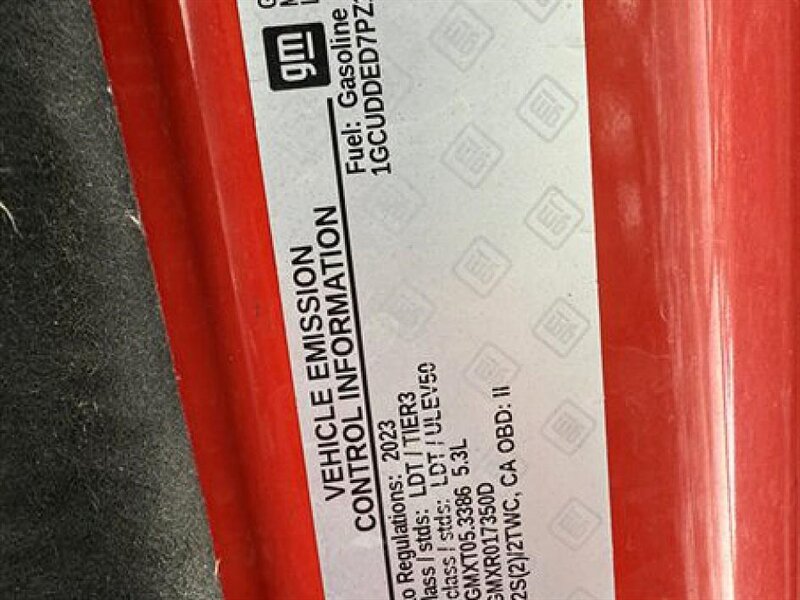 gm
VEHICLE EMISSION
CONTROL INFORMATION
Fuel: Gasoline
1GCUDDED7PZ
o Regulations: 2023
lass / stds: LDT / TIER3
class / stds: LDT / ULEV50
GMXT05.3386 5.3L
GMXR017350D
2S(2)/2TWC, CA OBD: II